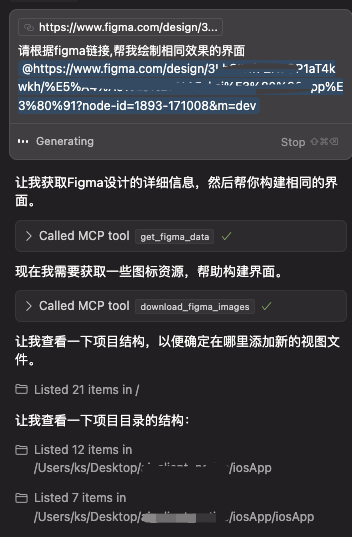 https://www.figma.com/design/3...
请根据figma链接,帮我绘制相同效果的界面
@https://www.figma.com/design/3
kwkh/%E5%
3%80%91?node-id=1893-171008&m=dev
Generating
Stop ⇧⌘⌫
让我获取Figma设计的详细信息，然后帮你构建相同的界
面。
Called MCP tool get_figma_data
现在我需要获取一些图标资源，帮助构建界面。
Called MCP tool download_figma_images
让我查看一下项目结构，以便确定在哪里添加新的视图文
件。
Listed 21 items in /
让我查看一下项目目录的结构：
Listed 12 items in
/Users/ks/Desktop/ /iosApp
Listed 7 items in
/Users/ks/Desktop/ /iosApp/iosApp